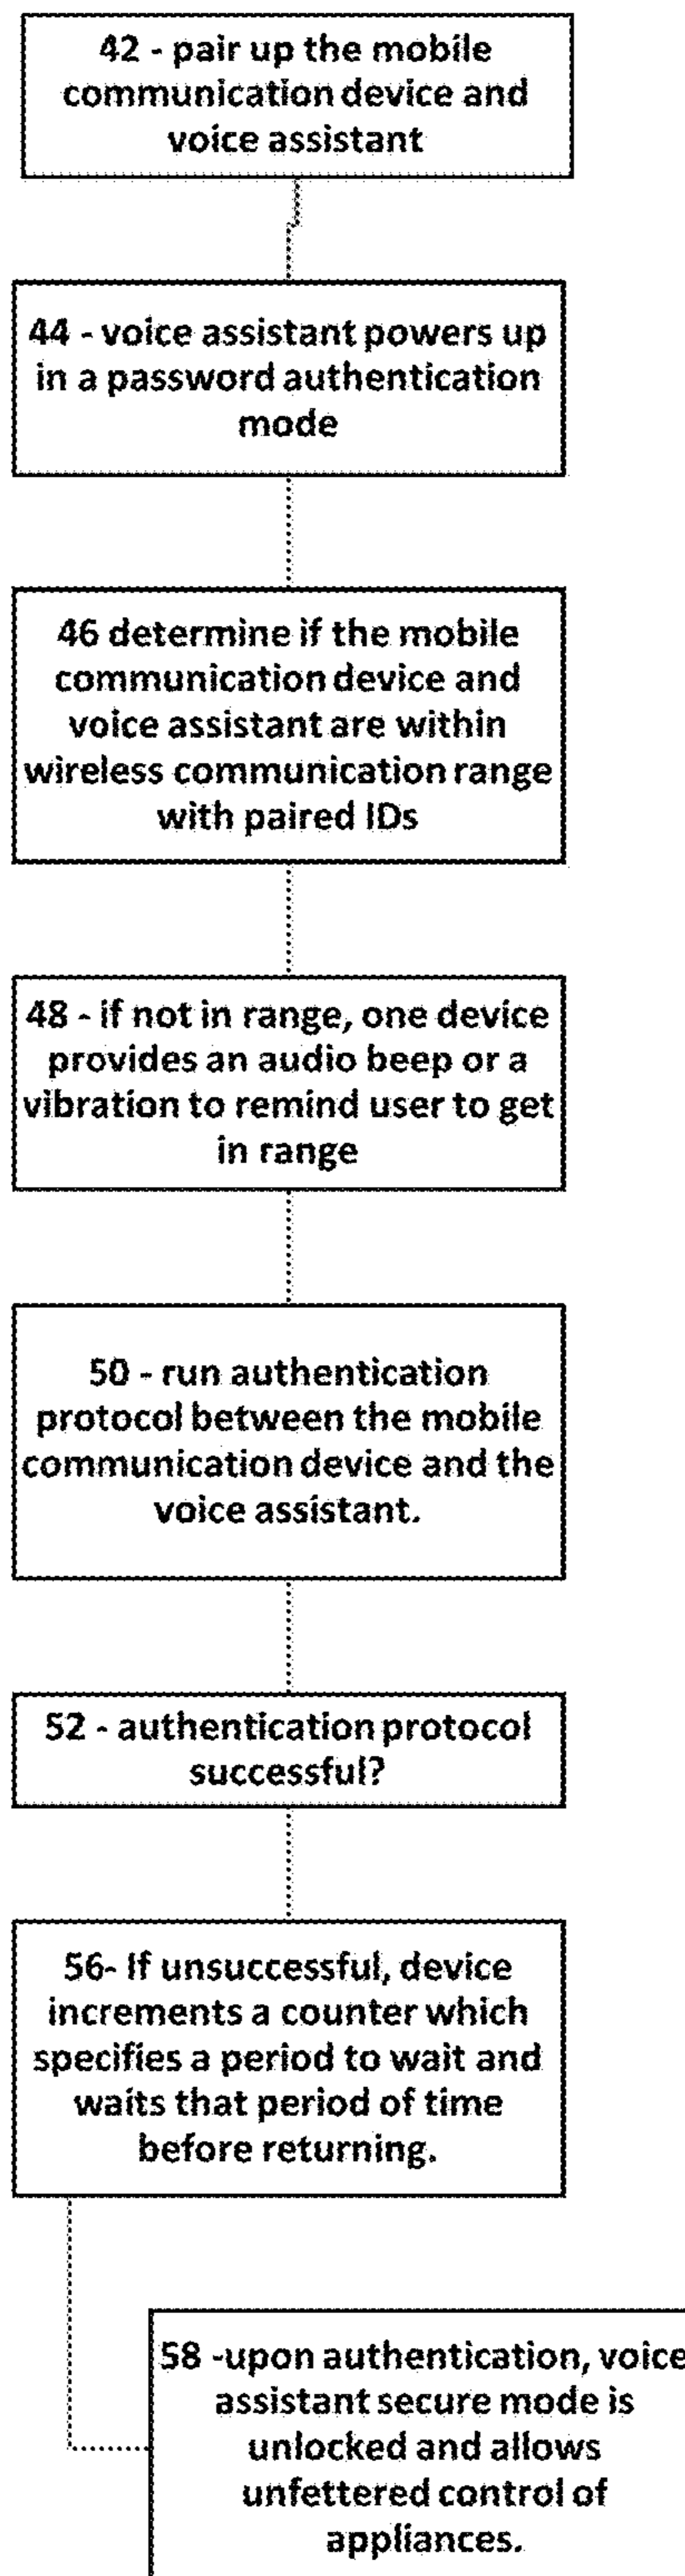 42 - pair up the mobile
communication device and
voice assistant
44 - voice assistant powers up
in a password authentication
mode
46 determine if the mobile
communication device and
voice assistant are within
wireless communication range
with paired IDs
48 - if not in range, one device
provides an audio beep or a
vibration to remind user to get
in range
50 - run authentication
protocol between the mobile
communication device and the
voice assistant.
52 - authentication protocol
successful?
56- If unsuccessful, device
increments a counter which
specifies a period to wait and
waits that period of time
before returning.
58 -upon authentication, voice
assistant secure mode is
unlocked and allows
unfettered control of
appliances.